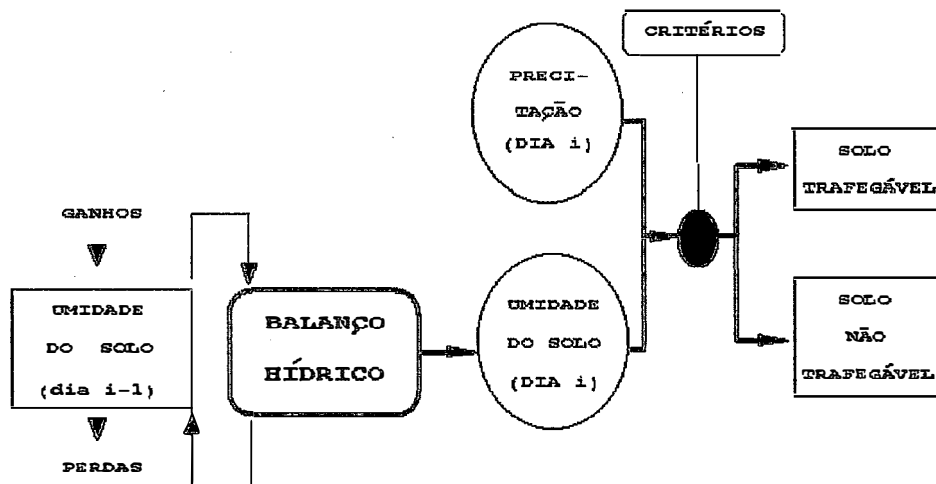 CRITÉRIOS
PRECI-
TAÇÃO
(DIA i)
SOLO
TRAFEGÁVEL
GANHOS
UMIDADE
DO SOLO
(dia i-1)
PERDAS
BALANÇO
HÍDRICO
UMIDADE
DO SOLO
(DIA i)
SOLO
NÃO
TRAFEGÁVEL